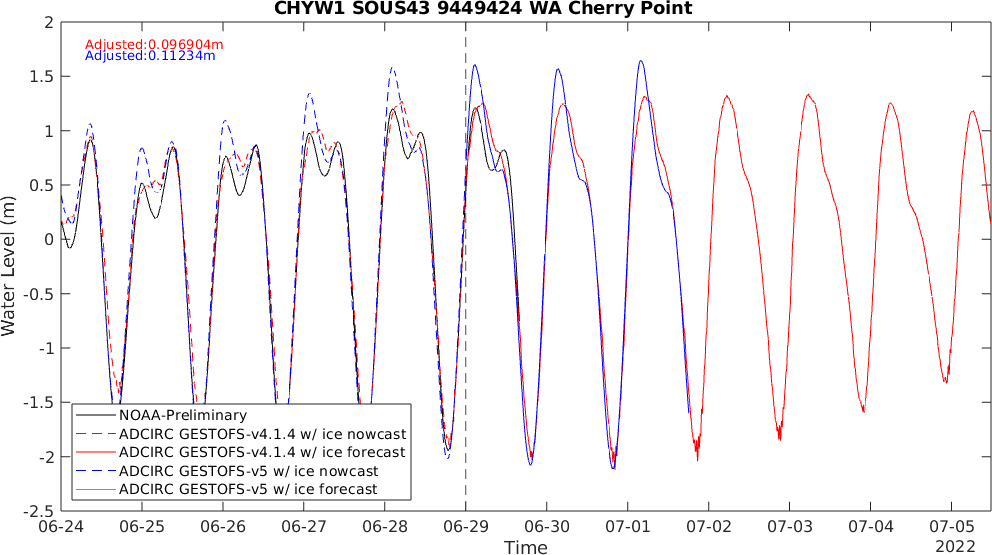 CHYW1 SOUS43 9449424 WA Cherry Point
Adjusted:0.096904m
Adjusted:0.11234m
Water Level (m)
2
1.5
1
0.5
0
-0.5
-1
-1.5
-2
-2.5
NOAA-Preliminary
ADCIRC GESTOFS-v4.1.4 w/ ice nowcast
ADCIRC GESTOFS-v4.1.4 w/ ice forecast
ADCIRC GESTOFS-v5 w/ ice nowcast
ADCIRC GESTOFS-v5 w/ ice forecast
06-24 06-25 06-26 06-27 06-28 06-29 06-30 07-01 07-02 07-03 07-04 07-05
Time
2022